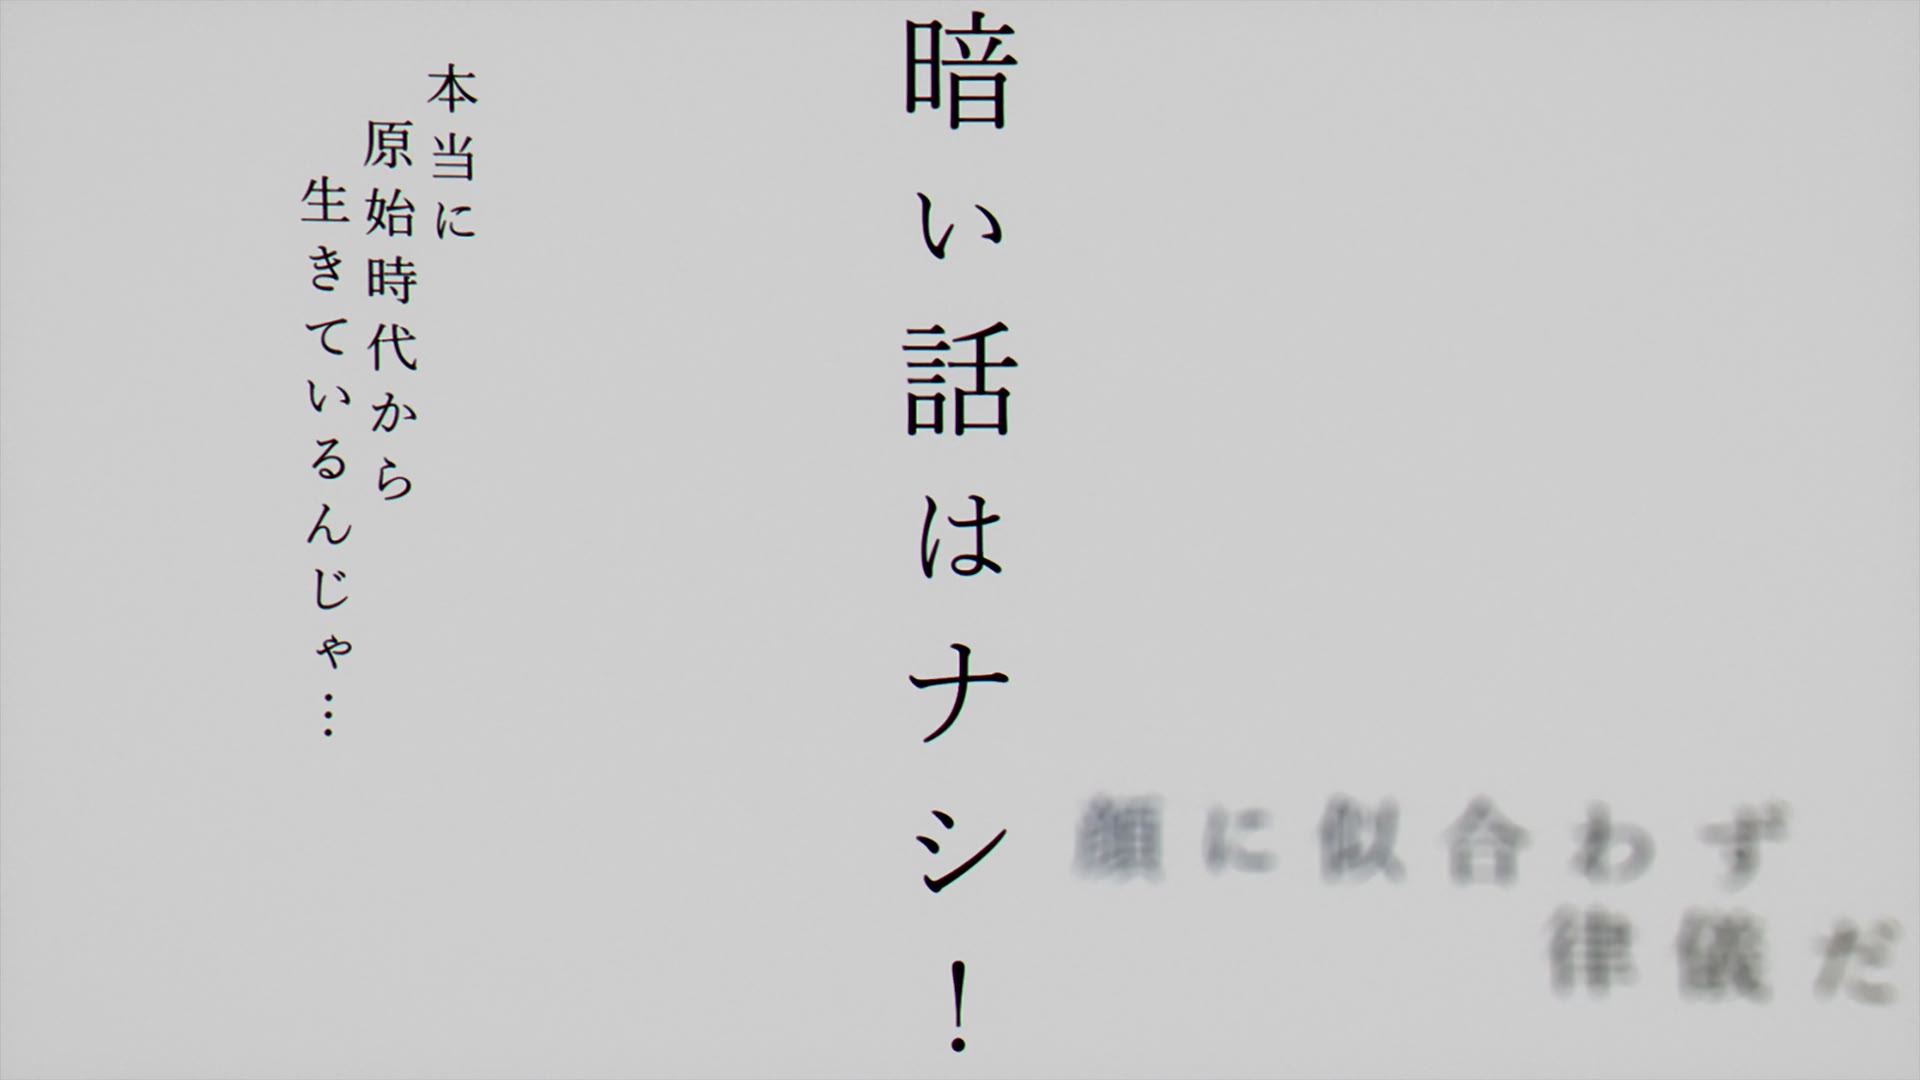 暗い話はナシ!
本当に
原始時代から
生きているんじゃ…
顔に似合わず
律儀だ